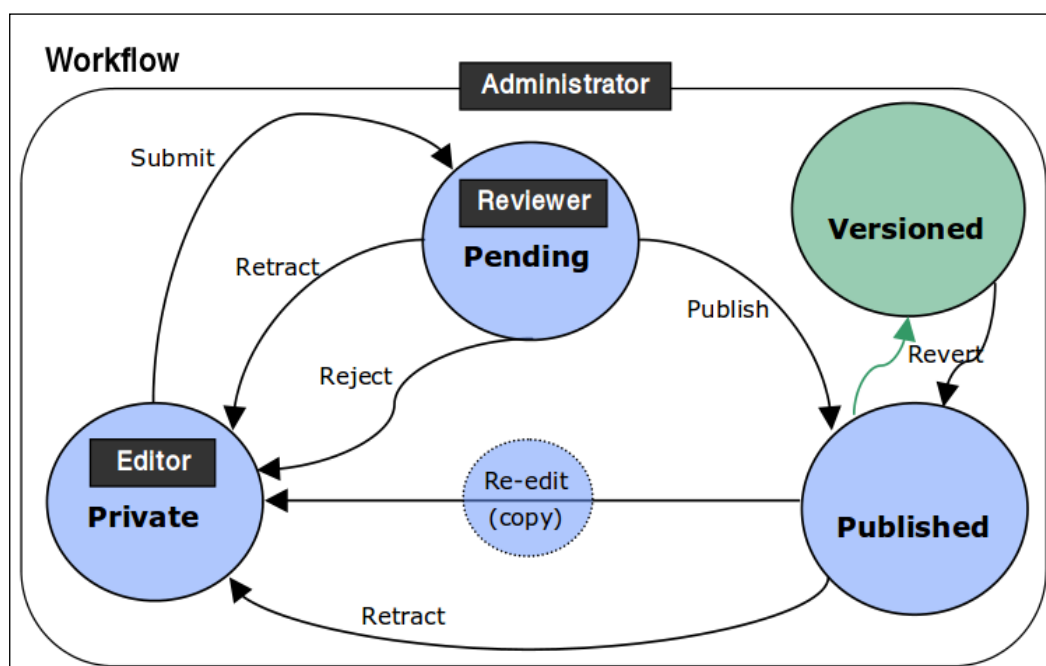 Workflow
Administrator
Submit
Reviewer
Pending
Versioned
Retract
Publish
Revert
Reject
Editor
Private
Re-edit
(copy)
Published
Retract